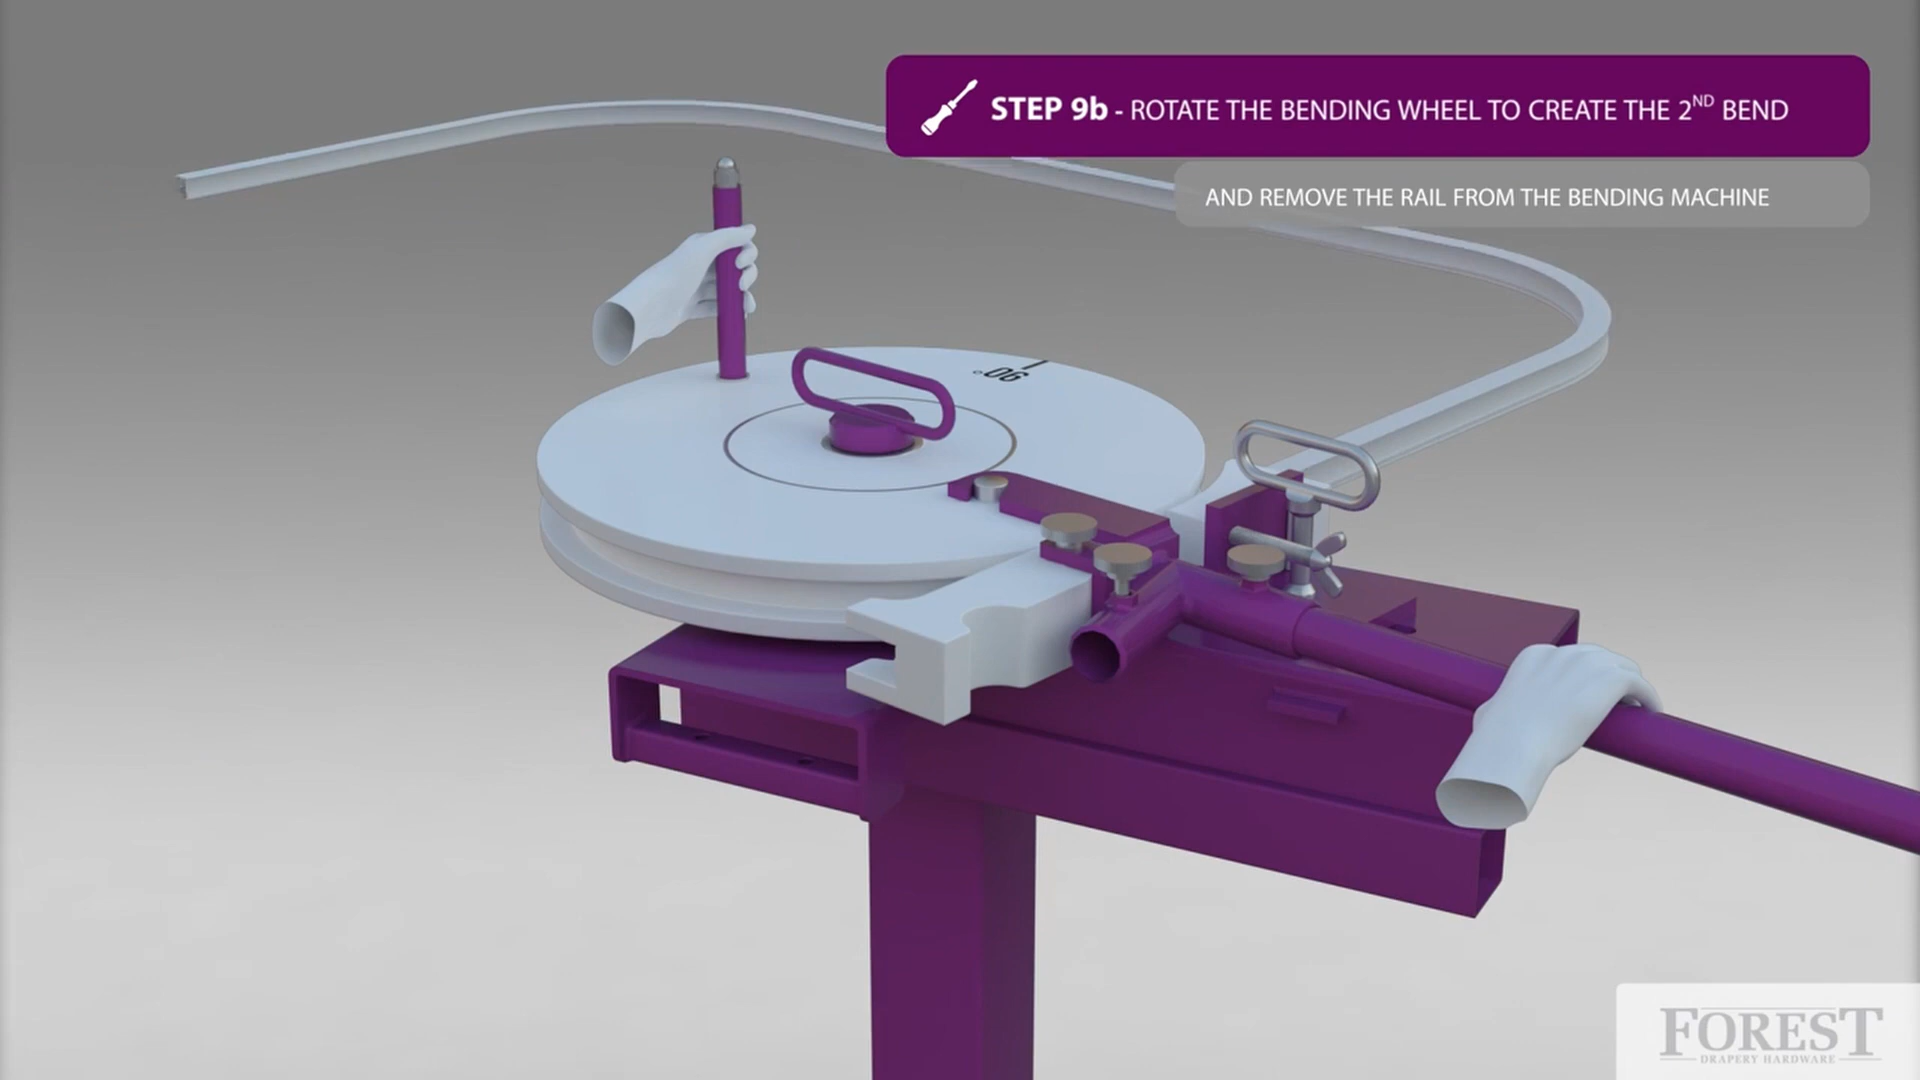 STEP 9b - ROTATE THE BENDING WHEEL TO CREATE THE 2ND BEND
AND REMOVE THE RAIL FROM THE BENDING MACHINE
90°
FOREST
DRAPERY HARDWARE